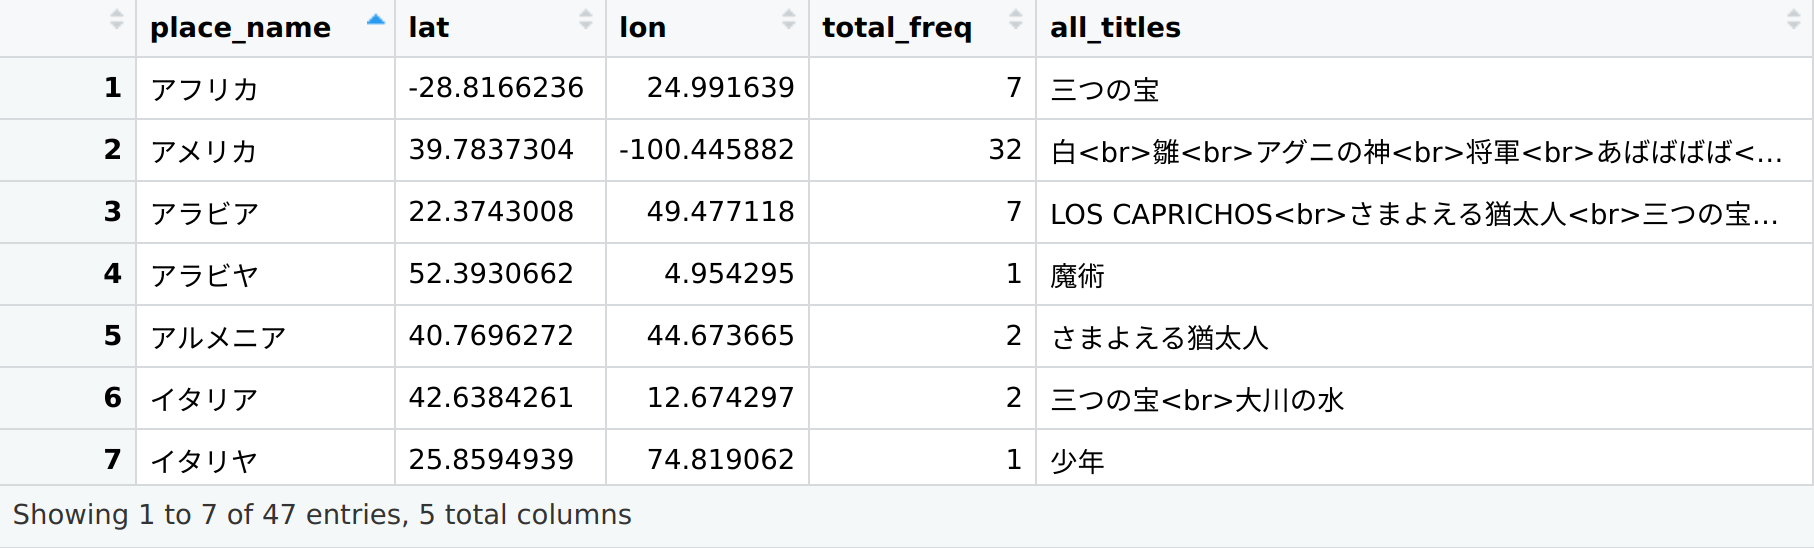 place_name lat lon total_freq all_titles
1 アフリカ -28.8166236 24.991639 7 三つの宝
2 アメリカ 39.7837304 -100.445882 32 白<br>雛<br>アグニの神<br>将軍<br>あばばばば<...
3 アラビア 22.3743008 49.477118 7 LOS CAPRICHOS<br>さまよえる猶太人<br>三つの宝...
4 アラビヤ 52.3930662 4.954295 1 魔術
5 アルメニア 40.7696272 44.673665 2 さまよえる猶太人
6 イタリア 42.6384261 12.674297 2 三つの宝<br>大川の水
7 イタリヤ 25.8594939 74.819062 1 少年
Showing 1 to 7 of 47 entries, 5 total columns